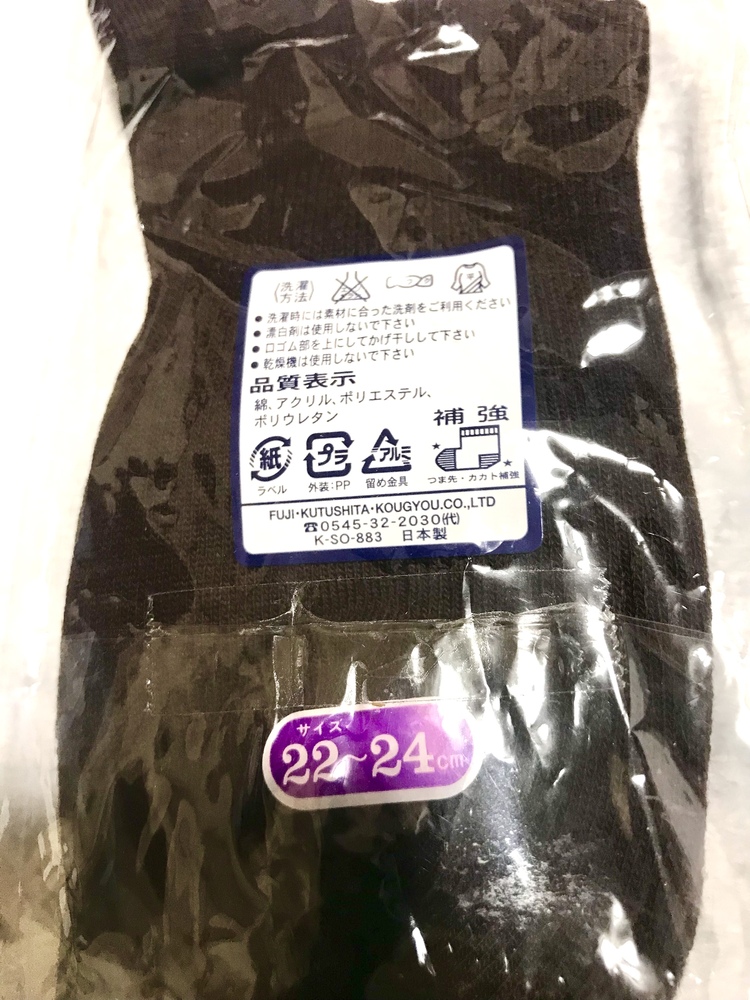 (洗濯方法)
● 洗濯時には素材に合った洗剤をご利用ください
● 漂白剤は使用しないで下さい
● 口ゴム部を上にしてかげ干しして下さい
● 乾燥機は使用しないで下さい
品質表示
綿、アクリル、ポリエステル、
ポリウレタン
補強
紙 プラ アルミ
ラベル 外装:PP 留め金具 つま先・カカト補強
FUJI・KUTUSHITA・KOUGYOU.CO.,LTD
☎0545-32-2030㈹
K-SO-883 日本製
サイズ
22~24cm